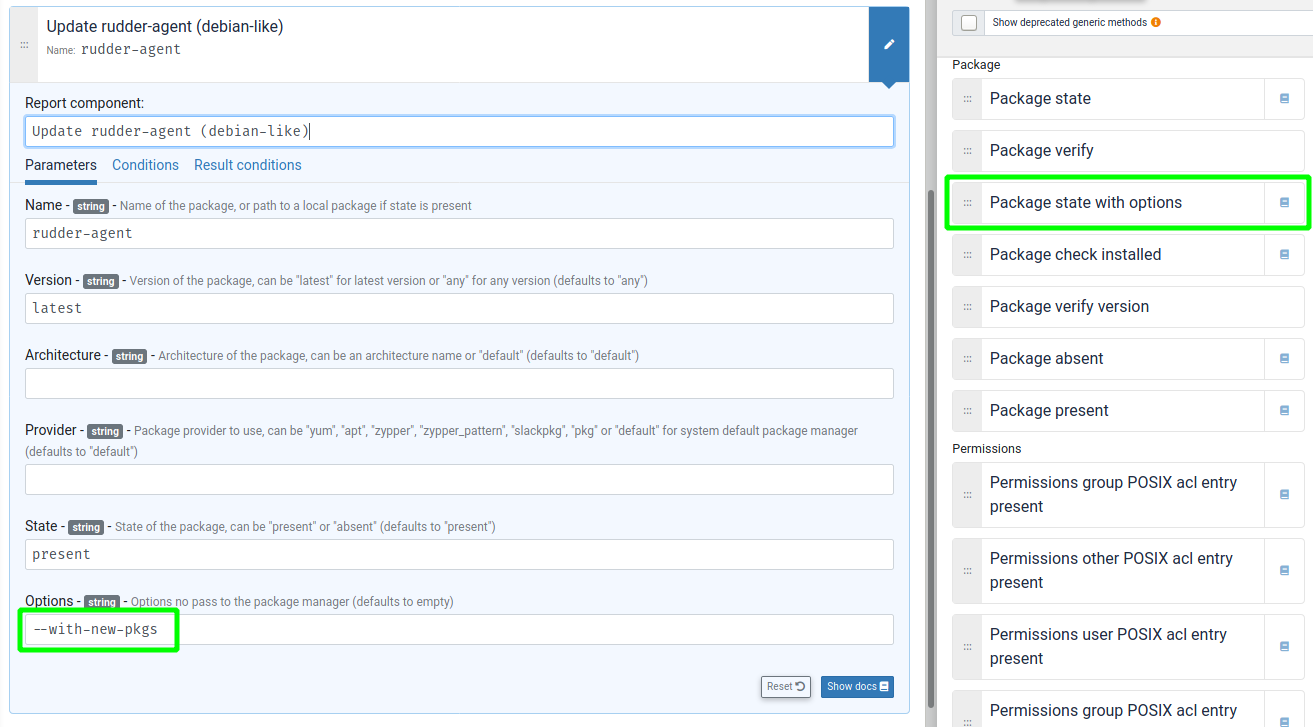 Update rudder-agent (debian-like)
Name: rudder-agent
Report component:
Update rudder-agent (debian-like)
Parameters Conditions Result conditions
Name - string - Name of the package, or path to a local package if state is present
rudder-agent
Version - string - Version of the package, can be "latest" for latest version or "any" for any version (defaults to "any")
latest
Architecture - string - Architecture of the package, can be an architecture name or "default" (defaults to "default")
Provider - string - Package provider to use, can be "yum", "apt", "zypper", "zypper_pattern", "slackpkg", "pkg" or "default" for system default package manager
(defaults to "default")
State - string - State of the package, can be "present" or "absent" (defaults to "present")
present
Options - string - Options no pass to the package manager (defaults to empty)
--with-new-pkgs
Reset Show docs
Show deprecated generic methods
Package
Package state
Package verify
Package state with options
Package check installed
Package verify version
Package absent
Package present
Permissions
Permissions group POSIX acl entry
present
Permissions other POSIX acl entry
present
Permissions user POSIX acl entry
present
Permissions group POSIX acl entry